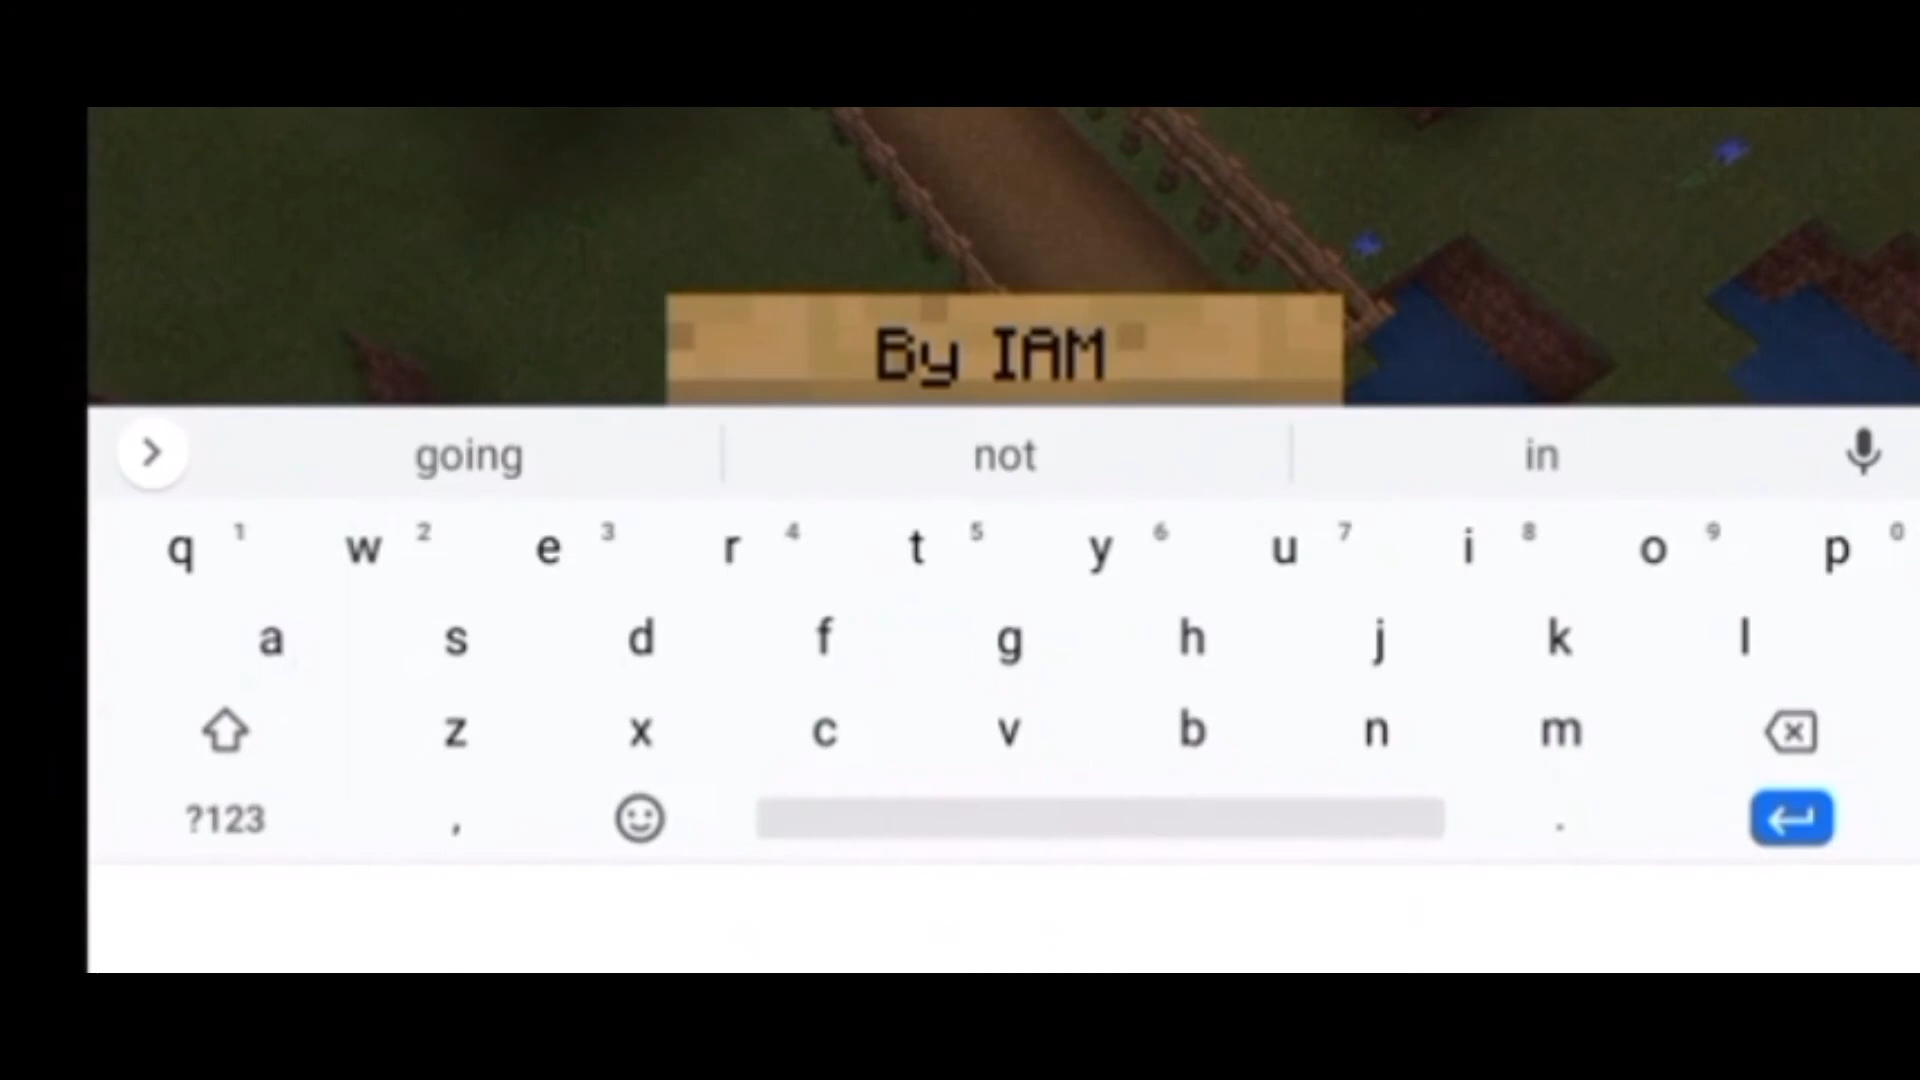 By IAM
going not in
q 1 w 2 e 3 r 4 t 5 y 6 u 7 i 8 o 9 p 0
a s d f g h j k l
z x c v b n m
?123 , .